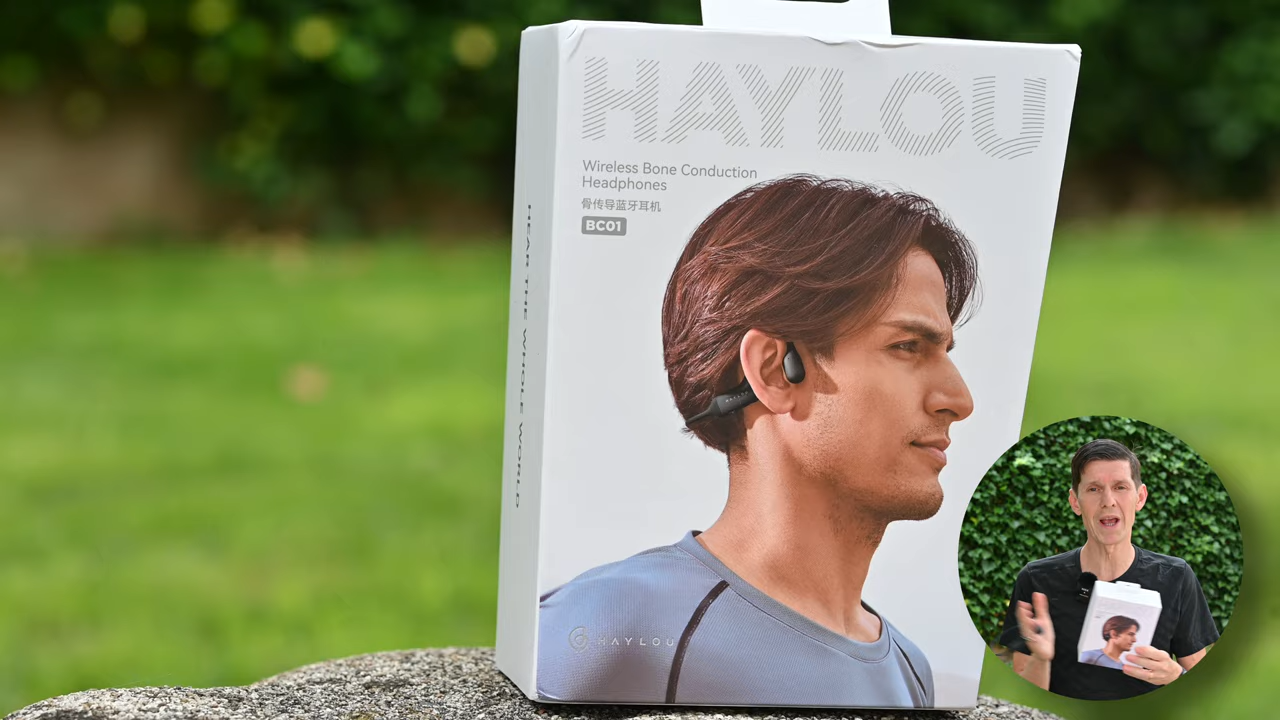 HAYLOU
Wireless Bone Conduction
Headphones
骨传导蓝牙耳机
BC01
HEAR THE WHOLE WORLD
HAYLOU